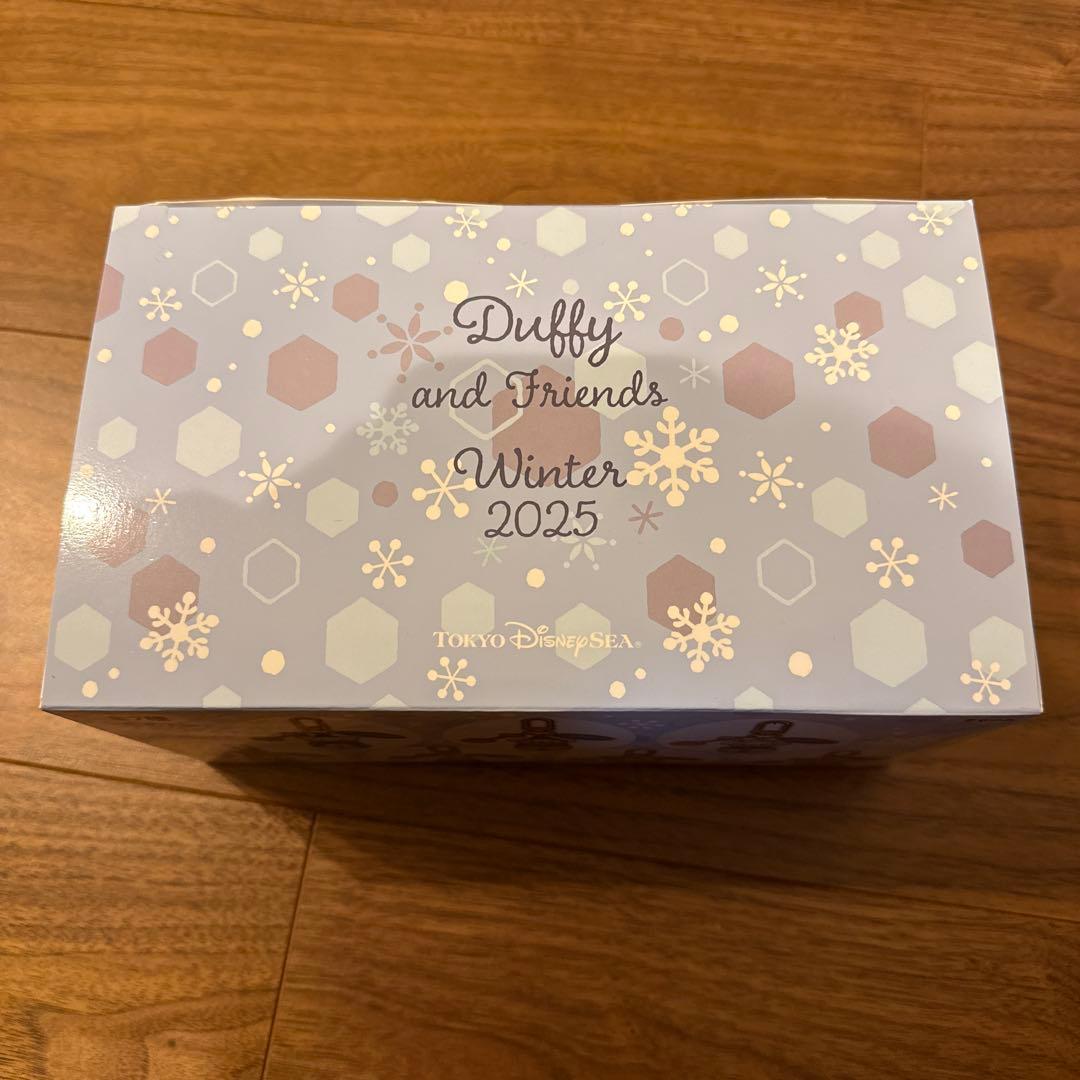 Duffy
and Friends
Winter
2025
TOKYO DISNEYSEA®